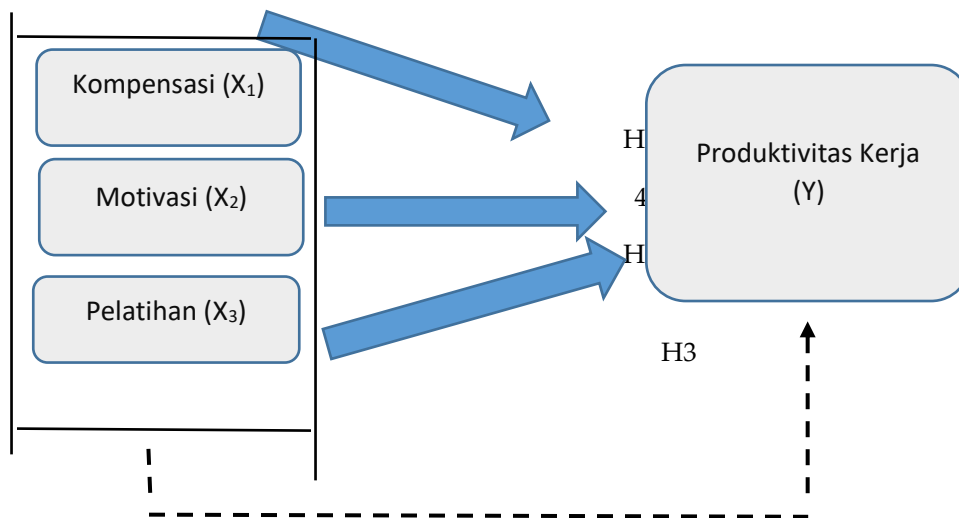 Kompensasi (X₁)
Motivasi (X₂)
Pelatihan (X₃)
H
4
H
Produktivitas Kerja
(Y)
H3